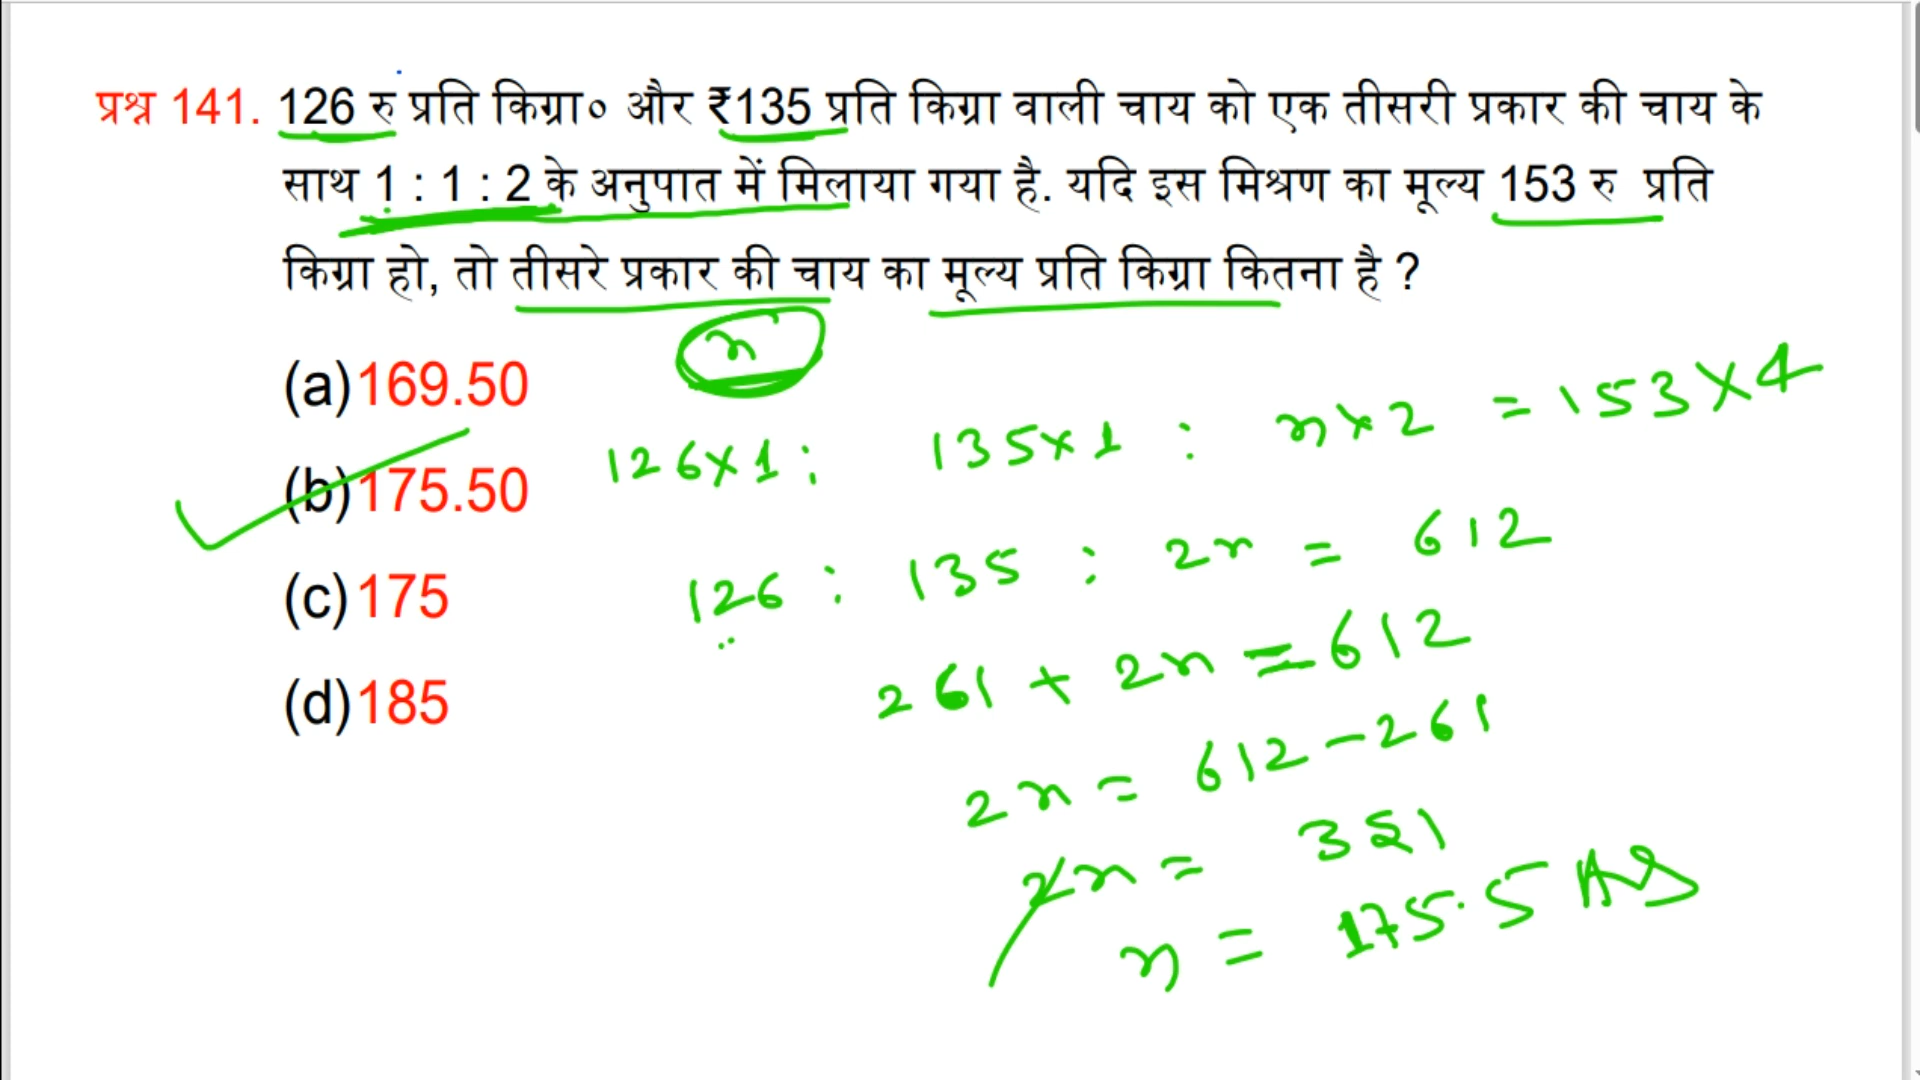 प्रश्न 141. 126 रु प्रति किग्रा० और ₹135 प्रति किग्रा वाली चाय को एक तीसरी प्रकार की चाय के
साथ 1 : 1 : 2 के अनुपात में मिलाया गया है. यदि इस मिश्रण का मूल्य 153 रु प्रति
किग्रा हो, तो तीसरे प्रकार की चाय का मूल्य प्रति किग्रा कितना है ?
x
(a)169.50
126×1 : 135×1 : x×2 = 153×4
(b)175.50
126 : 135 : 2x = 612
(c)175
261 + 2x = 612
(d)185
2x = 612-261
2x = 351
x = 175.5 Ans